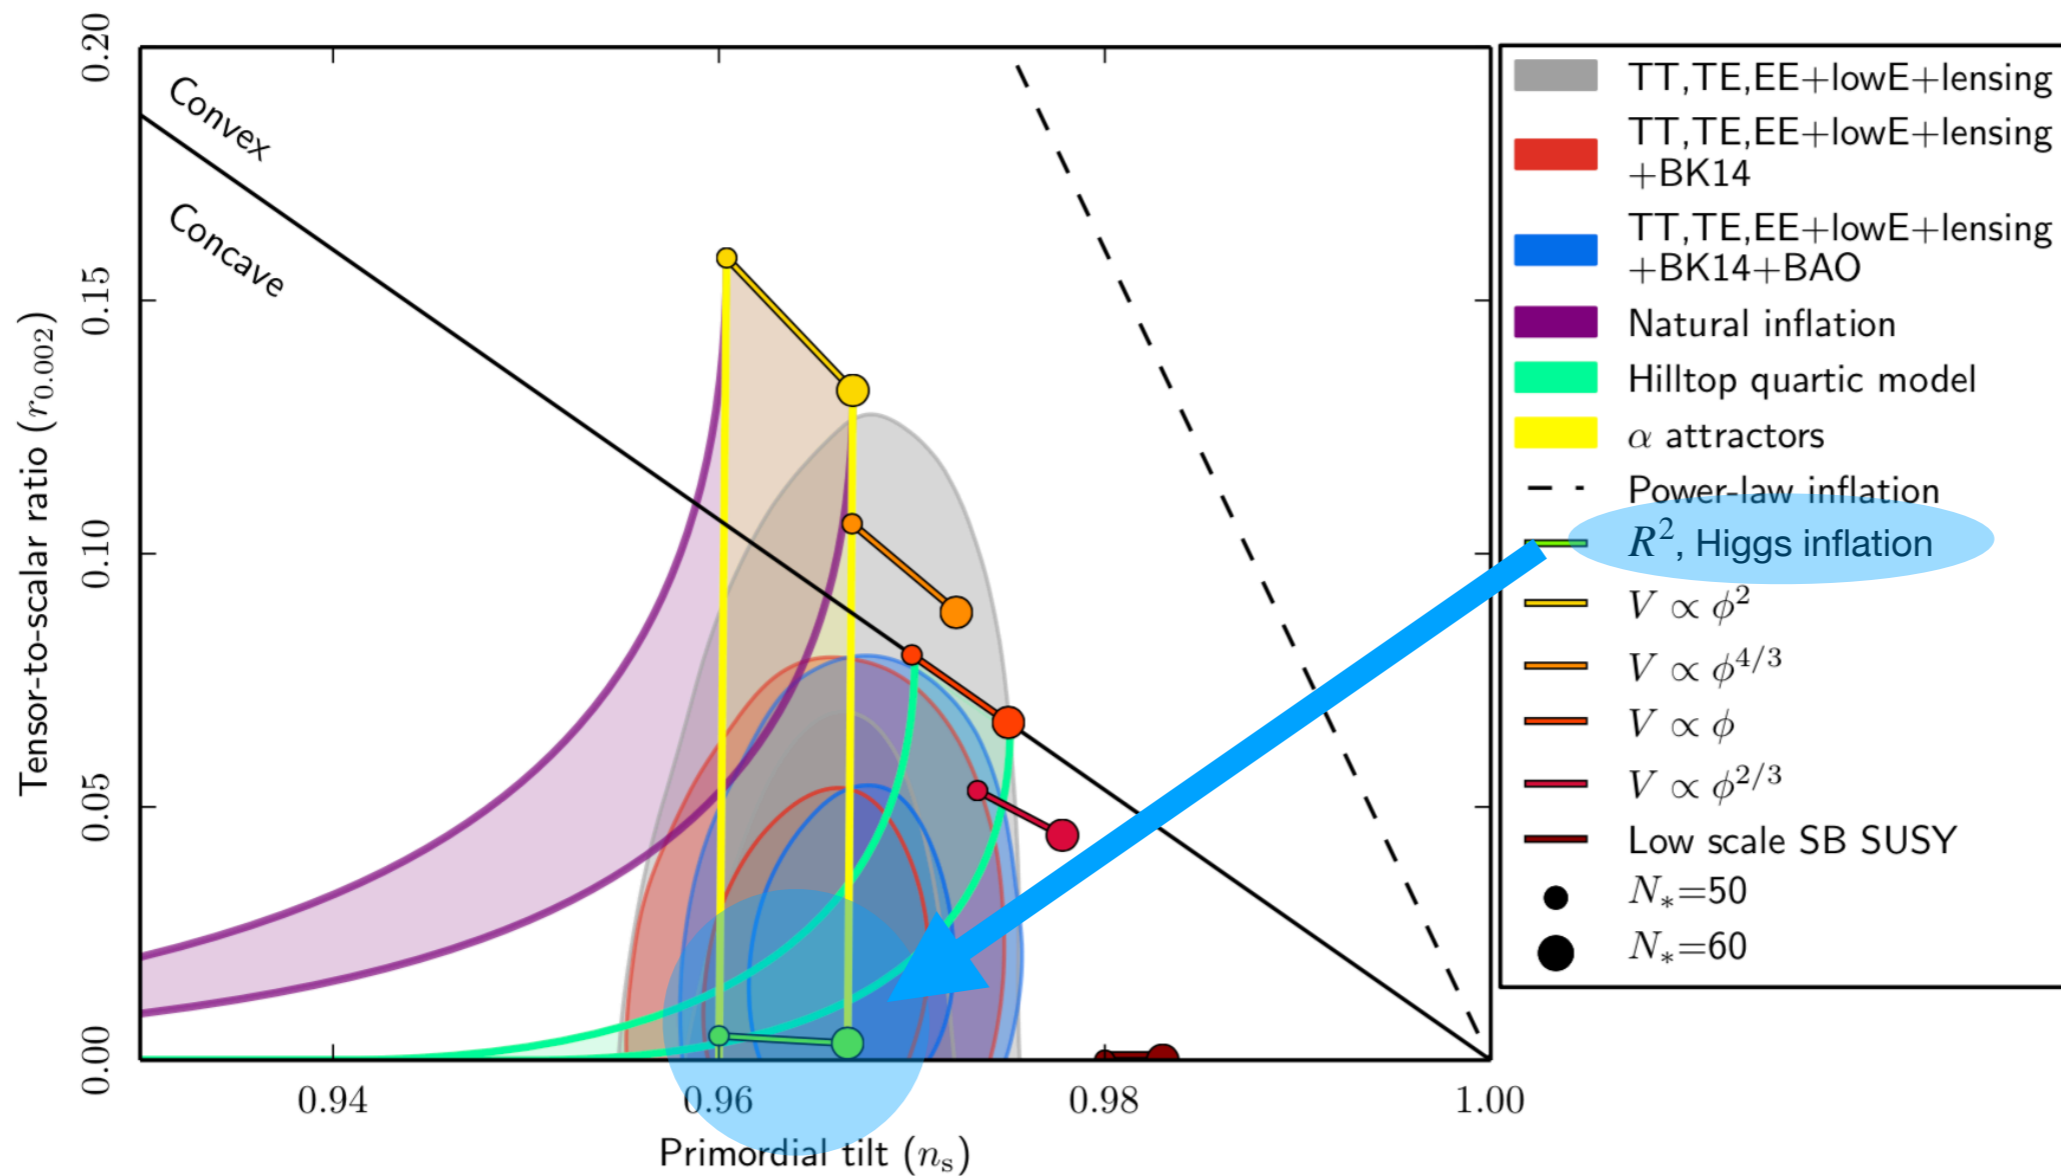 0.20
0.15
0.10
0.05
0.00
Tensor-to-scalar ratio (r₀.₀₀₂)
Convex
Concave
0.94
0.96
0.98
1.00
Primordial tilt (nₛ)
TT,TE,EE+lowE+lensing
TT,TE,EE+lowE+lensing
+BK14
TT,TE,EE+lowE+lensing
+BK14+BAO
Natural inflation
Hilltop quartic model
α attractors
Power-law inflation
R², Higgs inflation
V ∝ ϕ²
V ∝ ϕ^{4/3}
V ∝ ϕ
V ∝ ϕ^{2/3}
Low scale SB SUSY
N∗=50
N∗=60